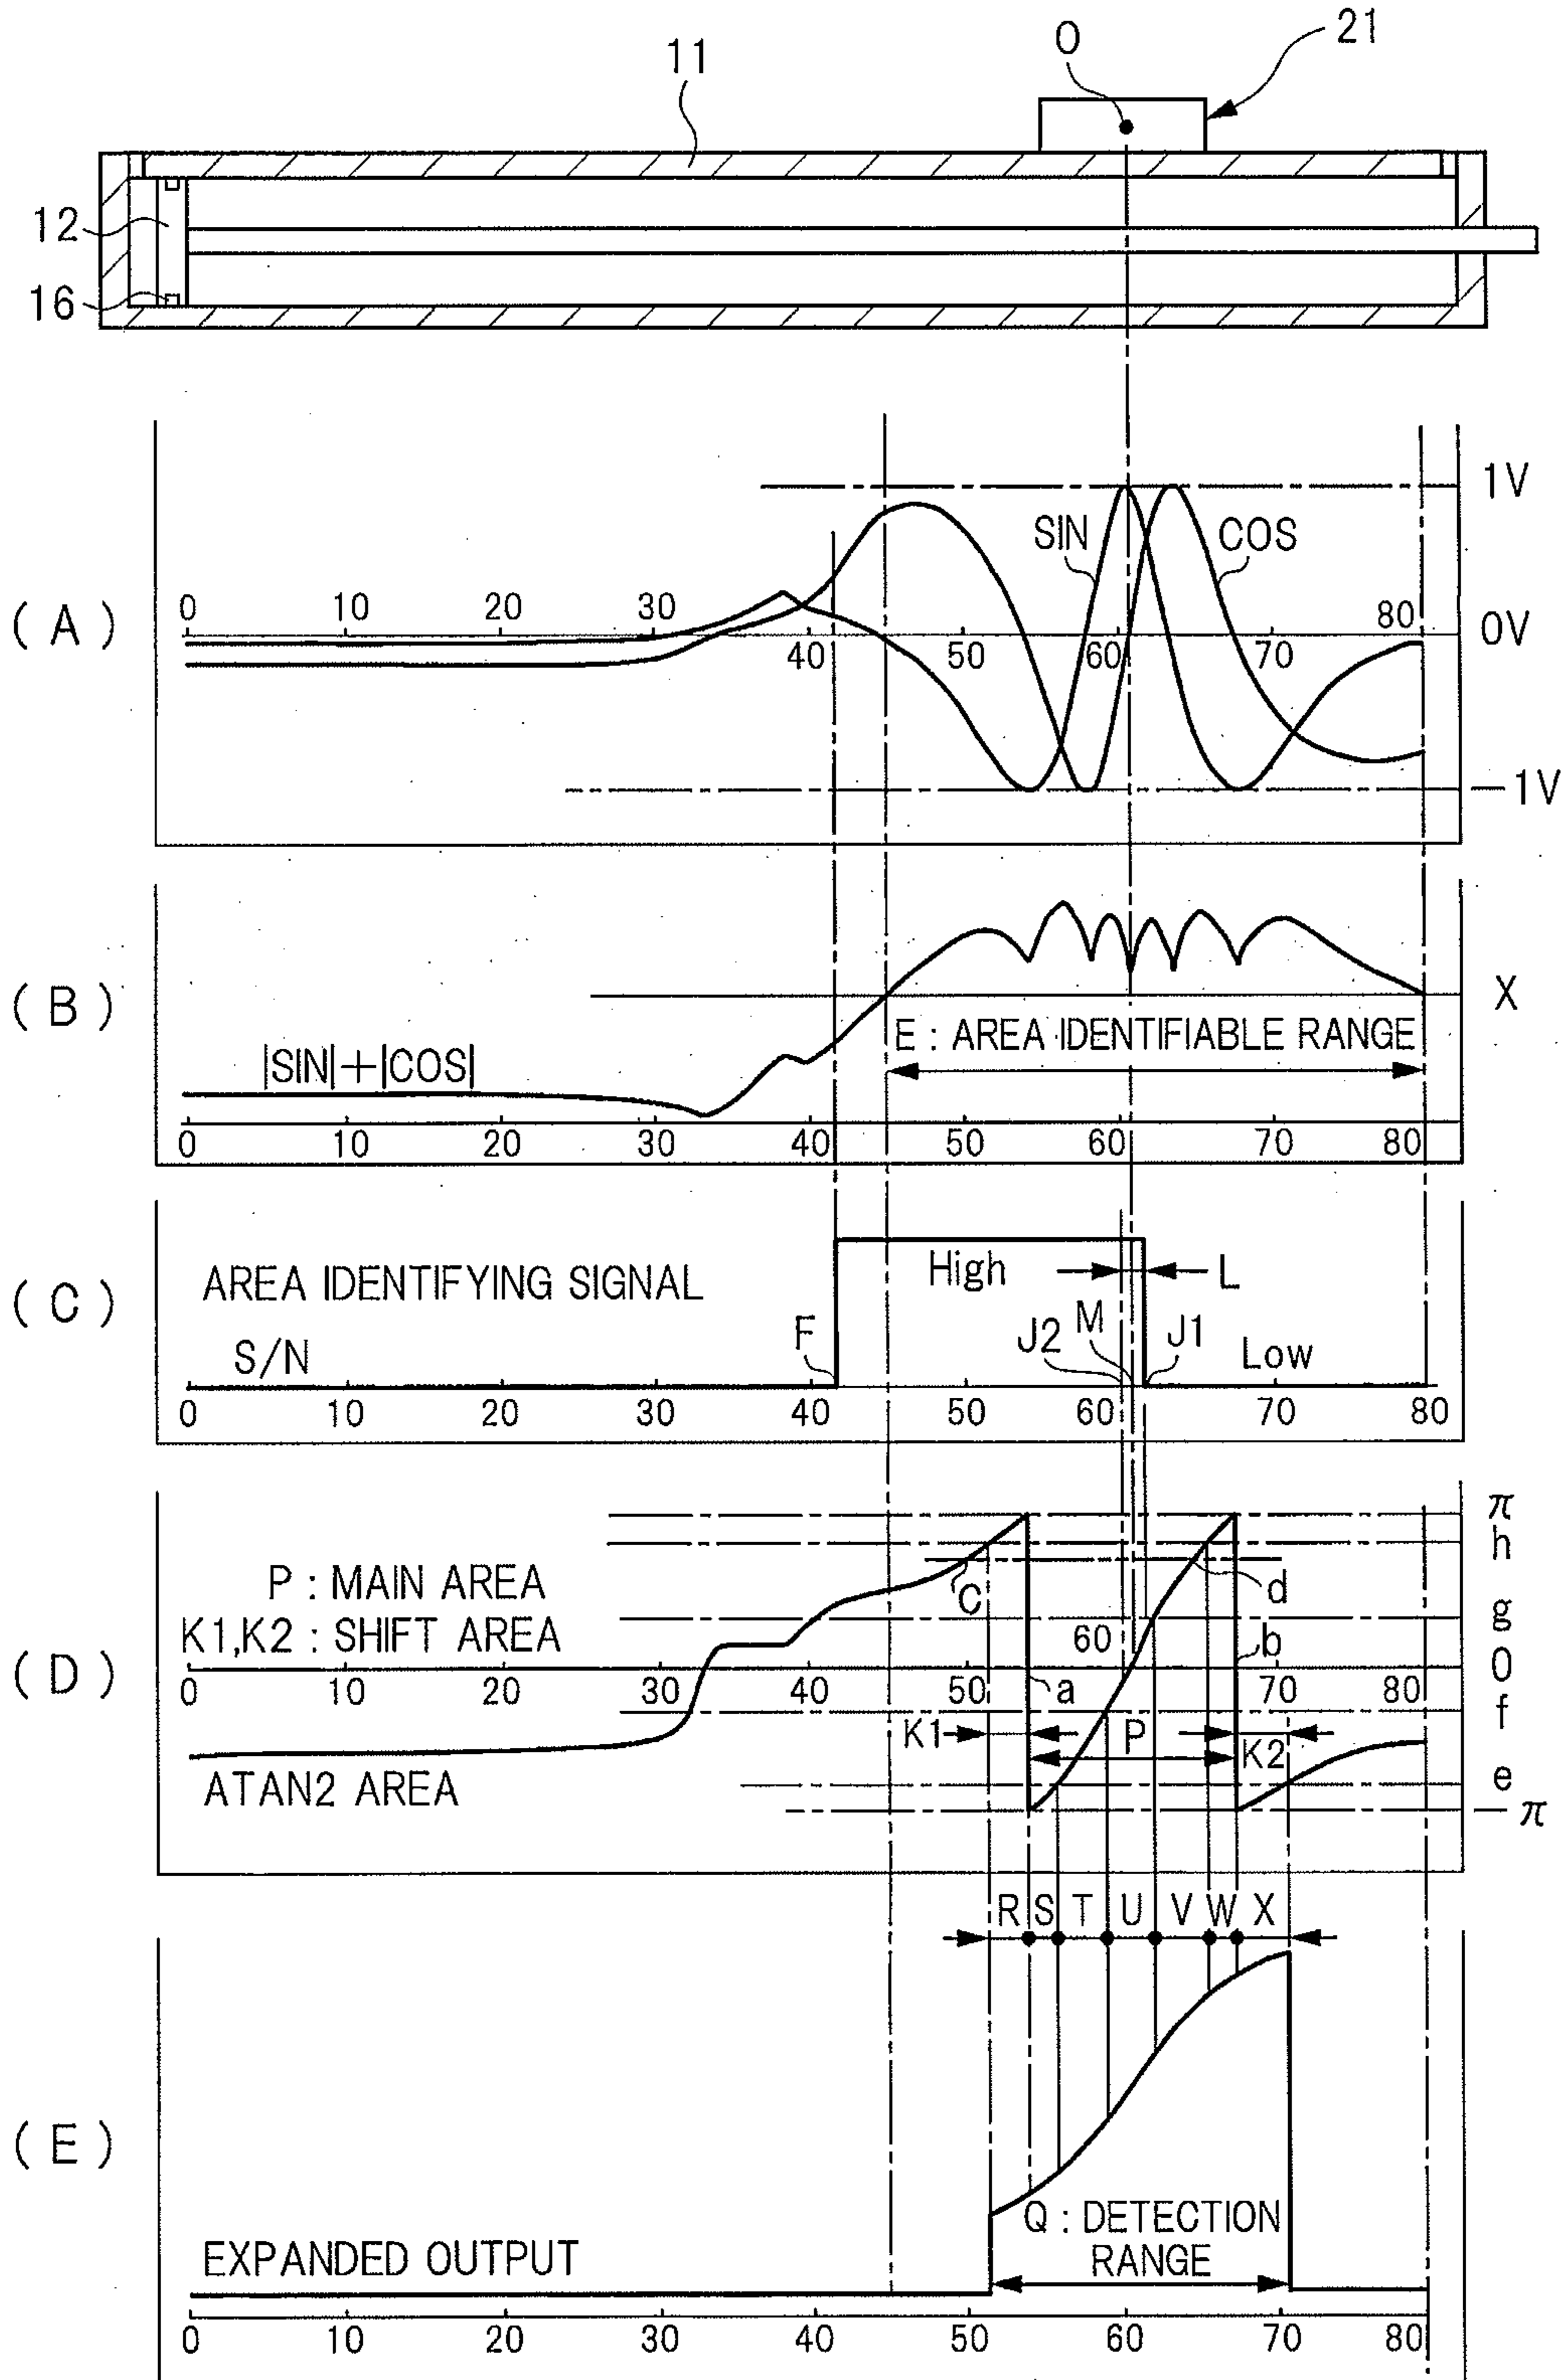 O
21
11
12
16
(A)
1V
SIN
COS
0 10 20 30 40 50 60 70 80
0V
−1V
(B)
X
E : AREA IDENTIFIABLE RANGE
|SIN|+|COS|
0 10 20 30 40 50 60 70 80
(C)
AREA IDENTIFYING SIGNAL
High
L
S/N
F
J2
M
J1
Low
0 10 20 30 40 50 60 70 80
(D)
π
h
P : MAIN AREA
C
d
K1,K2 : SHIFT AREA
g
60
b
0
0 10 20 30 40 50 a 70 80
f
K1
P
K2
ATAN2 AREA
e
−π
R S T U V W X
(E)
Q : DETECTION
RANGE
EXPANDED OUTPUT
0 10 20 30 40 50 60 70 80